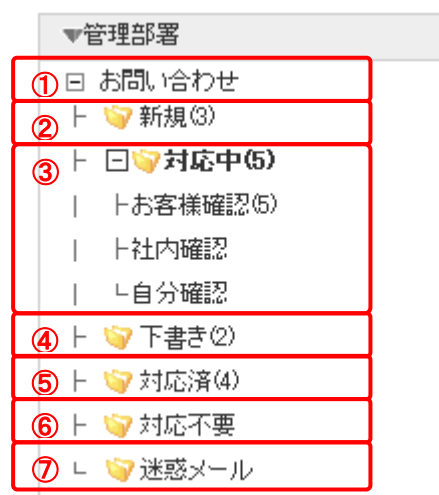 ▼管理部署
① お問い合わせ
② 新規(3)
③ 対応中(5)
├お客様確認(5)
├社内確認
└自分確認
④ 下書き(2)
⑤ 対応済(4)
⑥ 対応不要
⑦ 迷惑メール